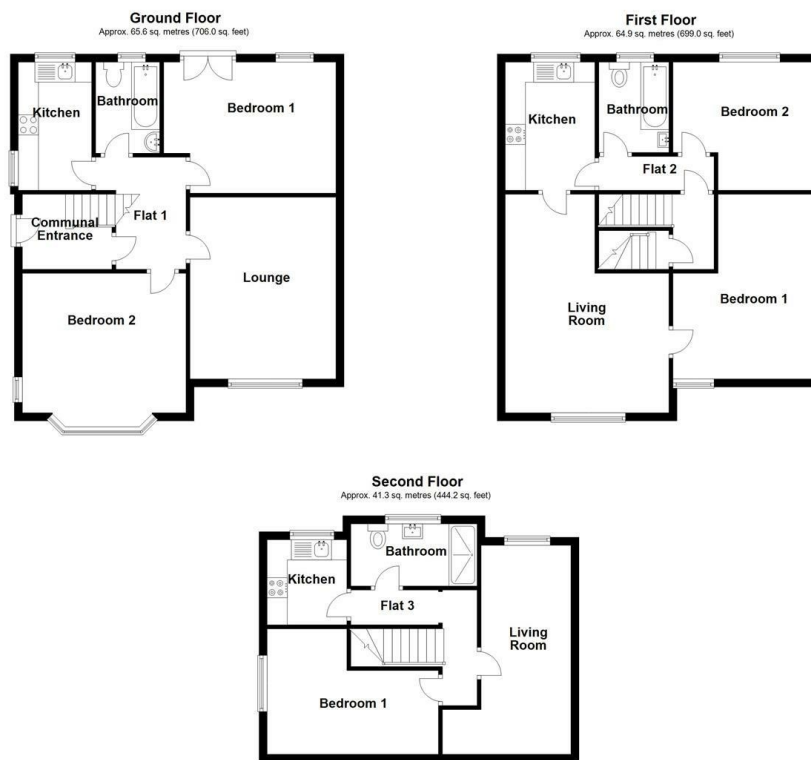 Ground Floor
Approx. 65.6 sq. metres (706.0 sq. feet)
Kitchen
Bathroom
Bedroom 1
Communal
Entrance
Flat 1
Lounge
Bedroom 2
First Floor
Approx. 64.9 sq. metres (699.0 sq. feet)
Kitchen
Bathroom
Bedroom 2
Flat 2
Living
Room
Bedroom 1
Second Floor
Approx. 41.3 sq. metres (444.2 sq. feet)
Kitchen
Bathroom
Flat 3
Living
Room
Bedroom 1